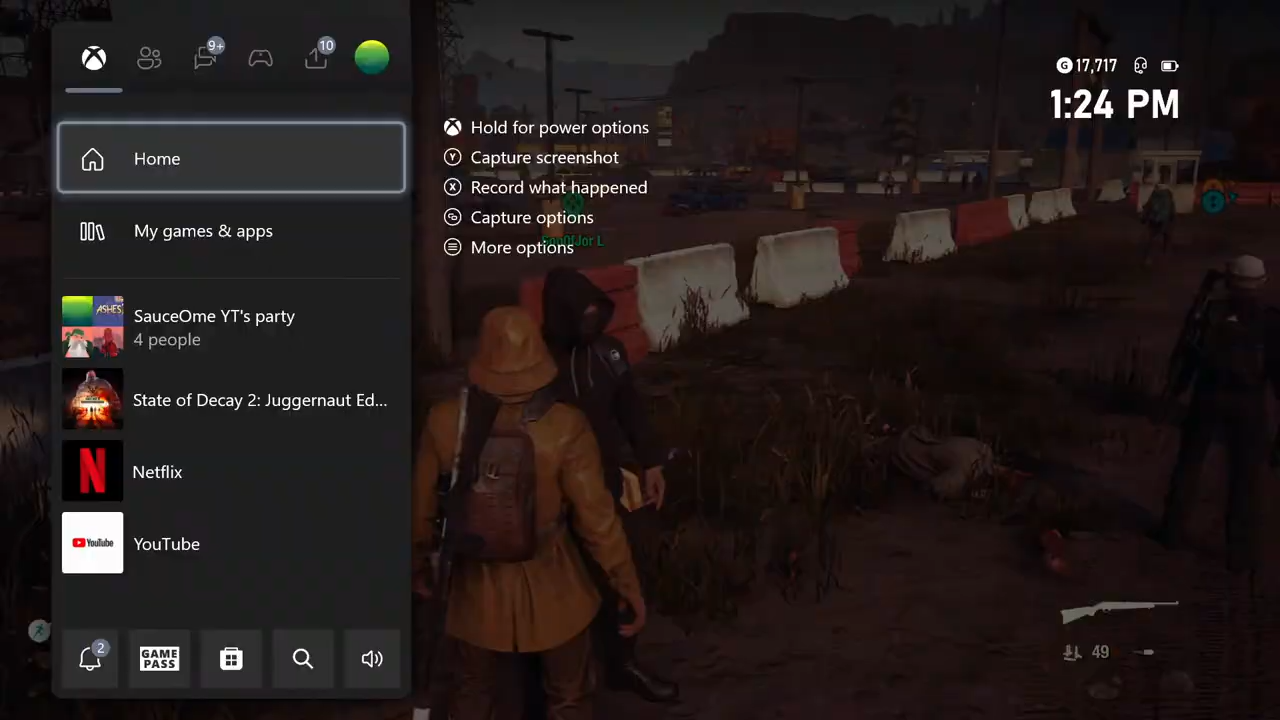 9+
10
G 17,717
1:24 PM
Home
My games & apps
Hold for power options
Y Capture screenshot
X Record what happened
Capture options
More options
ASHES
SauceOme YT's party
4 people
State of Decay 2: Juggernaut Ed...
Netflix
YouTube
YouTube
2
GAME
PASS
49